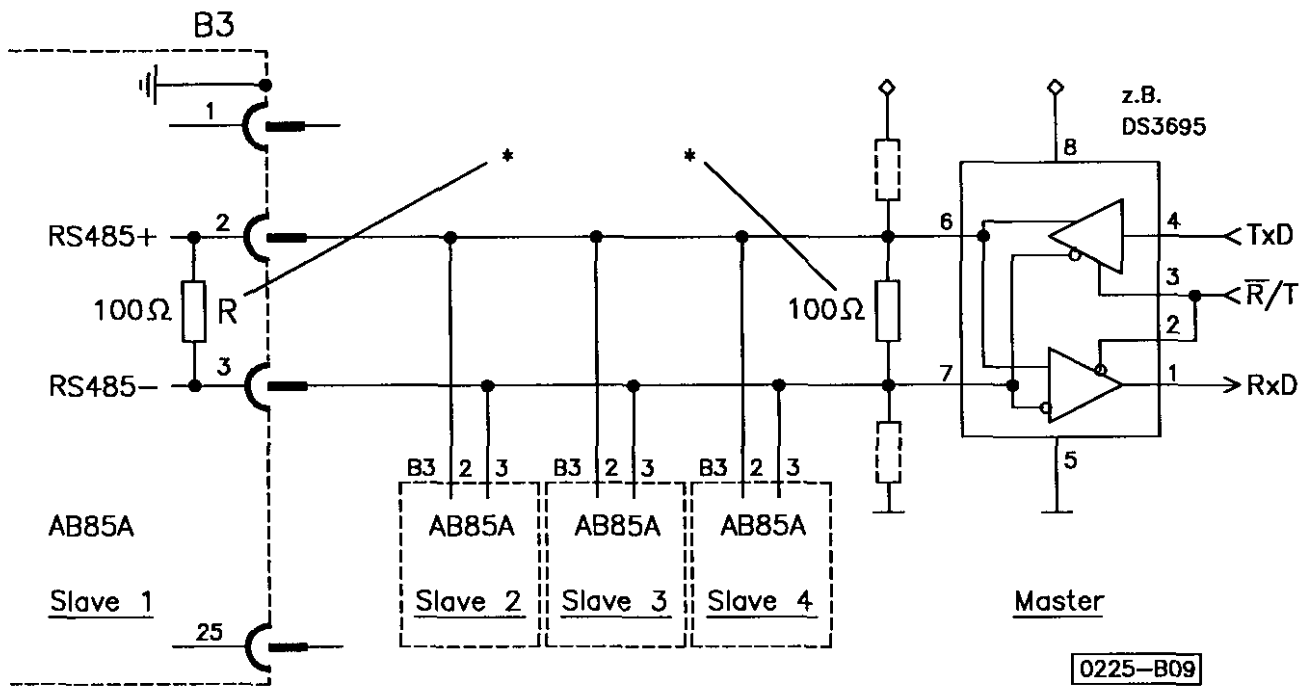 B3
1
z.B.
DS3695
8
*
*
RS485+
2
6
4
TxD
100Ω
R
100Ω
3
R̅/T
2
RS485−
3
7
1
RxD
B3 2 3
B3 2 3
B3 2 3
5
AB85A
AB85A
AB85A
AB85A
Slave 1
Slave 2
Slave 3
Slave 4
Master
25
0225−B09